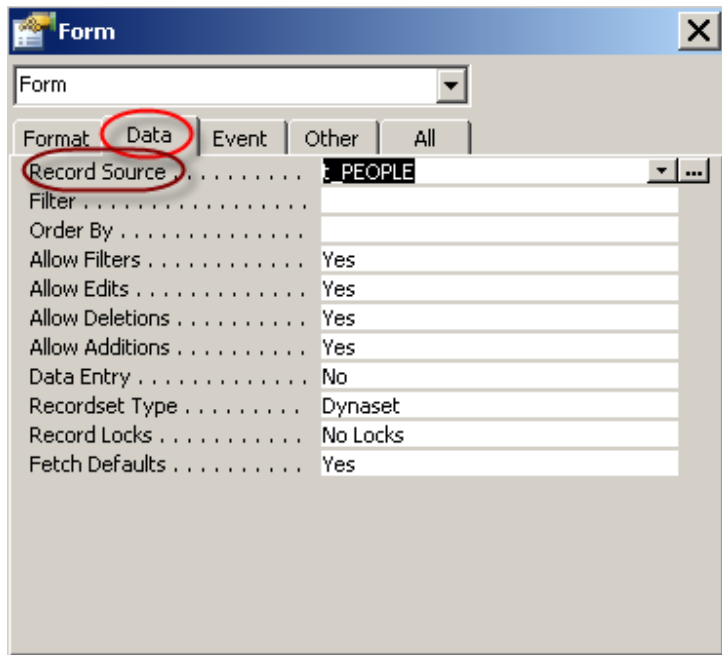 Form
Form
Format Data Event Other All
Record Source . . . . . . . . . . t_PEOPLE
Filter . . . . . . . . . . . . . . . . .
Order By . . . . . . . . . . . . . .
Allow Filters . . . . . . . . . . . . Yes
Allow Edits . . . . . . . . . . . . . Yes
Allow Deletions . . . . . . . . . . Yes
Allow Additions . . . . . . . . . . Yes
Data Entry . . . . . . . . . . . . . No
Recordset Type . . . . . . . . . Dynaset
Record Locks . . . . . . . . . . . No Locks
Fetch Defaults . . . . . . . . . . Yes